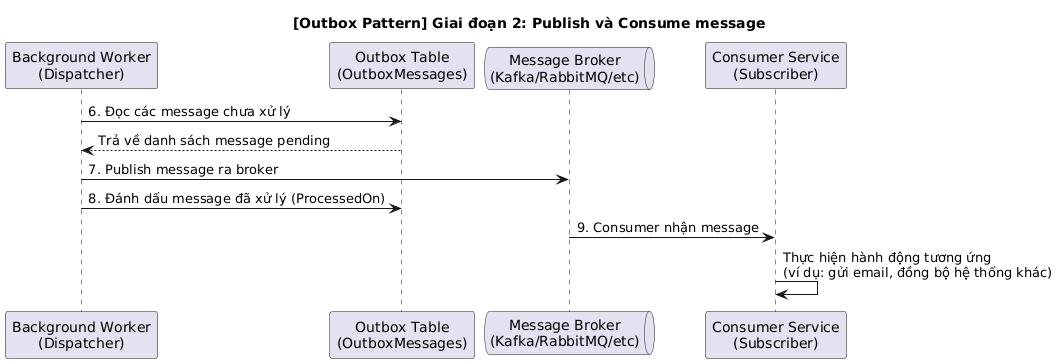 [Outbox Pattern] Giai đoạn 2: Publish và Consume message
Background Worker
(Dispatcher)
Outbox Table
(OutboxMessages)
Message Broker
(Kafka/RabbitMQ/etc)
Consumer Service
(Subscriber)
6. Đọc các message chưa xử lý
Trả về danh sách message pending
7. Publish message ra broker
8. Đánh dấu message đã xử lý (ProcessedOn)
9. Consumer nhận message
Thực hiện hành động tương ứng
(ví dụ: gửi email, đồng bộ hệ thống khác)
Background Worker
(Dispatcher)
Outbox Table
(OutboxMessages)
Message Broker
(Kafka/RabbitMQ/etc)
Consumer Service
(Subscriber)